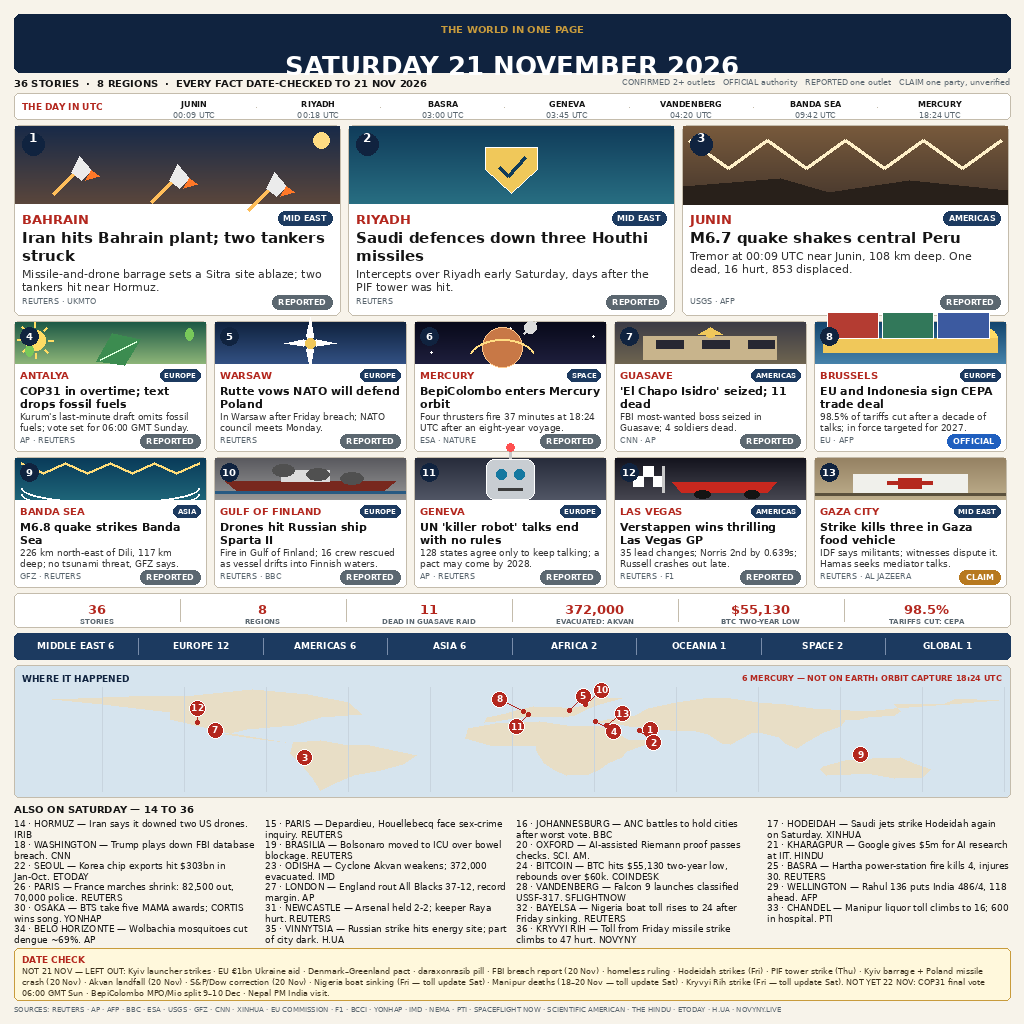 THE WORLD IN ONE PAGE
SATURDAY 21 NOVEMBER 2026
36 STORIES · 8 REGIONS · EVERY FACT DATE-CHECKED TO 21 NOV 2026
CONFIRMED 2+ outlets OFFICIAL authority REPORTED one outlet CLAIM one party, unverified
THE DAY IN UTC
JUNIN · RIYADH · BASRA · GENEVA · VANDENBERG · BANDA SEA · MERCURY
00:09 UTC 00:18 UTC 03:00 UTC 03:45 UTC 04:20 UTC 09:42 UTC 18:24 UTC
1
BAHRAIN
MID EAST
Iran hits Bahrain plant; two tankers
struck
Missile-and-drone barrage sets a Sitra site ablaze; two
tankers hit near Hormuz.
REUTERS · UKMTO
REPORTED
2
RIYADH
MID EAST
Saudi defences down three Houthi
missiles
Intercepts over Riyadh early Saturday, days after the
PIF tower was hit.
REUTERS
REPORTED
3
JUNIN
AMERICAS
M6.7 quake shakes central Peru
Tremor at 00:09 UTC near Junin, 108 km deep. One
dead, 16 hurt, 853 displaced.
USGS · AFP
REPORTED
4
ANTALYA
EUROPE
COP31 in overtime; text
drops fossil fuels
Kurum's last-minute draft omits fossil
fuels; vote set for 06:00 GMT Sunday.
AP · REUTERS
REPORTED
5
WARSAW
EUROPE
Rutte vows NATO will defend
Poland
In Warsaw after Friday breach; NATO
council meets Monday.
REUTERS
REPORTED
6
MERCURY
SPACE
BepiColombo enters Mercury
orbit
Four thrusters fire 37 minutes at 18:24
UTC after an eight-year voyage.
ESA · NATURE
REPORTED
7
GUASAVE
AMERICAS
'El Chapo Isidro' seized; 11
dead
FBI most-wanted boss seized in
Guasave; 4 soldiers dead.
CNN · AP
REPORTED
8
BRUSSELS
EUROPE
EU and Indonesia sign CEPA
trade deal
98.5% of tariffs cut after a decade of
talks; in force targeted for 2027.
EU · AFP
OFFICIAL
9
BANDA SEA
ASIA
M6.8 quake strikes Banda
Sea
226 km north-east of Dili, 117 km
deep; no tsunami threat, GFZ says.
GFZ · REUTERS
REPORTED
10
GULF OF FINLAND
EUROPE
Drones hit Russian ship
Sparta II
Fire in Gulf of Finland; 16 crew rescued
as vessel drifts into Finnish waters.
REUTERS · BBC
REPORTED
11
GENEVA
EUROPE
UN 'killer robot' talks end
with no rules
128 states agree only to keep talking; a
pact may come by 2028.
AP · REUTERS
REPORTED
12
LAS VEGAS
AMERICAS
Verstappen wins thrilling
Las Vegas GP
35 lead changes; Norris 2nd by 0.639s;
Russell crashes out late.
REUTERS · F1
REPORTED
13
GAZA CITY
MID EAST
Strike kills three in Gaza
food vehicle
IDF says militants; witnesses dispute it.
Hamas seeks mediator talks.
REUTERS · AL JAZEERA
CLAIM
36 8 11 372,000 $55,130 98.5%
STORIES REGIONS DEAD IN GUASAVE RAID EVACUATED: AKVAN BTC TWO-YEAR LOW TARIFFS CUT: CEPA
MIDDLE EAST 6 EUROPE 12 AMERICAS 6 ASIA 6 AFRICA 2 OCEANIA 1 SPACE 2 GLOBAL 1
WHERE IT HAPPENED
6 MERCURY — NOT ON EARTH: ORBIT CAPTURE 18:24 UTC
8 5 10
12 13
7 11 4 1
2
3 9
ALSO ON SATURDAY — 14 TO 36
14 · HORMUZ — Iran says it downed two US drones.
IRIB
15 · PARIS — Depardieu, Houellebecq face sex-crime
inquiry. REUTERS
16 · JOHANNESBURG — ANC battles to hold cities
after worst vote. BBC
17 · HODEIDAH — Saudi jets strike Hodeidah again
on Saturday. XINHUA
18 · WASHINGTON — Trump plays down FBI database
breach. CNN
19 · BRASILIA — Bolsonaro moved to ICU over bowel
blockage. REUTERS
20 · OXFORD — AI-assisted Riemann proof passes
checks. SCI. AM.
21 · KHARAGPUR — Google gives $5m for AI research
at IIT. HINDU
22 · SEOUL — Korea chip exports hit $303bn in
Jan-Oct. ETODAY
23 · ODISHA — Cyclone Akvan weakens; 372,000
evacuated. IMD
24 · BITCOIN — BTC hits $55,130 two-year low,
rebounds over $60k. COINDESK
25 · BASRA — Hartha power-station fire kills 4, injures
30. REUTERS
26 · PARIS — France marches shrink: 82,500 out,
70,000 police. REUTERS
27 · LONDON — England rout All Blacks 37-12, record
margin. AP
28 · VANDENBERG — Falcon 9 launches classified
USSF-317. SFLIGHTNOW
29 · WELLINGTON — Rahul 136 puts India 486/4, 118
ahead. AFP
30 · OSAKA — BTS take five MAMA awards; CORTIS
wins song. YONHAP
31 · NEWCASTLE — Arsenal held 2-2; keeper Raya
hurt. REUTERS
32 · BAYELSA — Nigeria boat toll rises to 24 after
Friday sinking. REUTERS
33 · CHANDEL — Manipur liquor toll climbs to 16; 600
in hospital. PTI
34 · BELO HORIZONTE — Wolbachia mosquitoes cut
dengue ~69%. AP
35 · VINNYTSIA — Russian strike hits energy site; part
of city dark. H.UA
36 · KRYVYI RIH — Toll from Friday missile strike
climbs to 47 hurt. NOVYNY
DATE CHECK
NOT 21 NOV — LEFT OUT: Kyiv launcher strikes · EU €1bn Ukraine aid · Denmark–Greenland pact · daraxonrasib pill · FBI breach report (20 Nov) · homeless ruling · Hodeidah strikes (Fri) · PIF tower strike (Thu) · Kyiv barrage + Poland missile
crash (20 Nov) · Akvan landfall (20 Nov) · S&P/Dow correction (20 Nov) · Nigeria boat sinking (Fri — toll update Sat) · Manipur deaths (18–20 Nov — toll update Sat) · Kryvyi Rih strike (Fri — toll update Sat). NOT YET 22 NOV: COP31 final vote
06:00 GMT Sun · BepiColombo MPO/Mio split 9–10 Dec · Nepal PM India visit.
SOURCES: REUTERS · AP · AFP · BBC · ESA · USGS · GFZ · CNN · XINHUA · EU COMMISSION · F1 · BCCI · YONHAP · IMD · NEMA · PTI · SPACEFLIGHT NOW · SCIENTIFIC AMERICAN · THE HINDU · ETODAY · H.UA · NOVYNY.LIVE